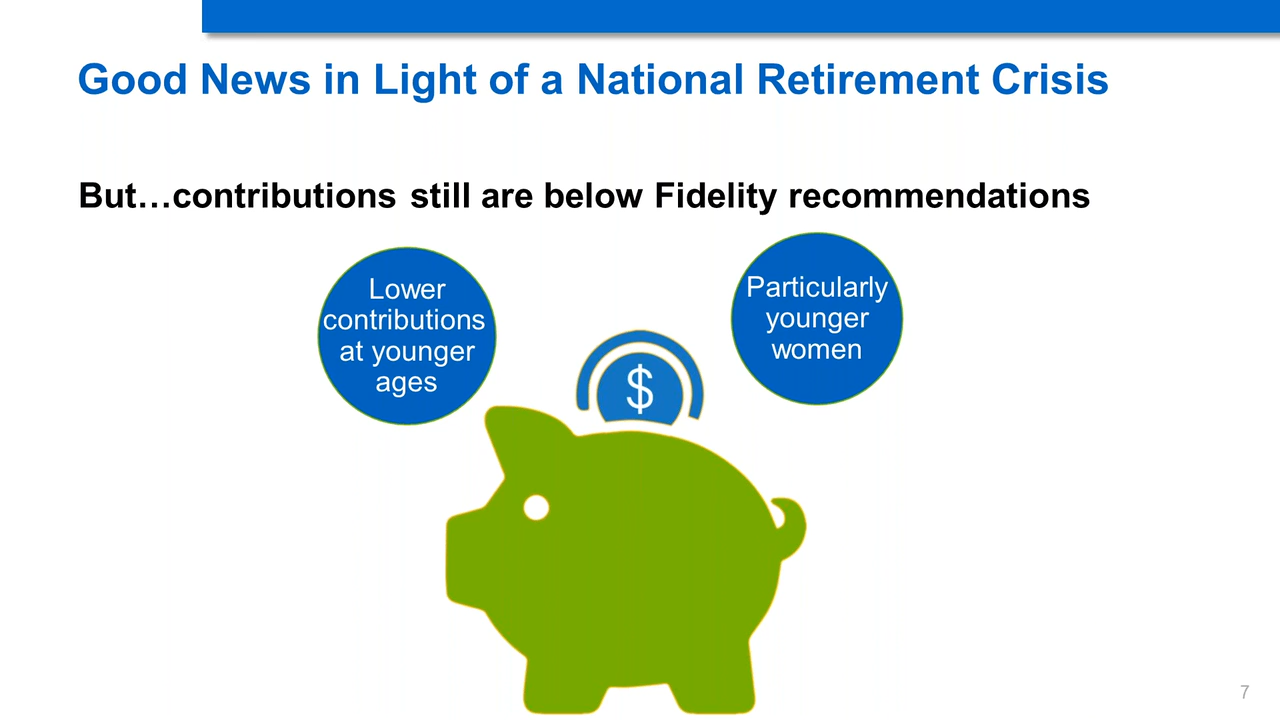 Good News in Light of a National Retirement Crisis
But…contributions still are below Fidelity recommendations
Lower
contributions
at younger
ages
Particularly
younger
women
$
7